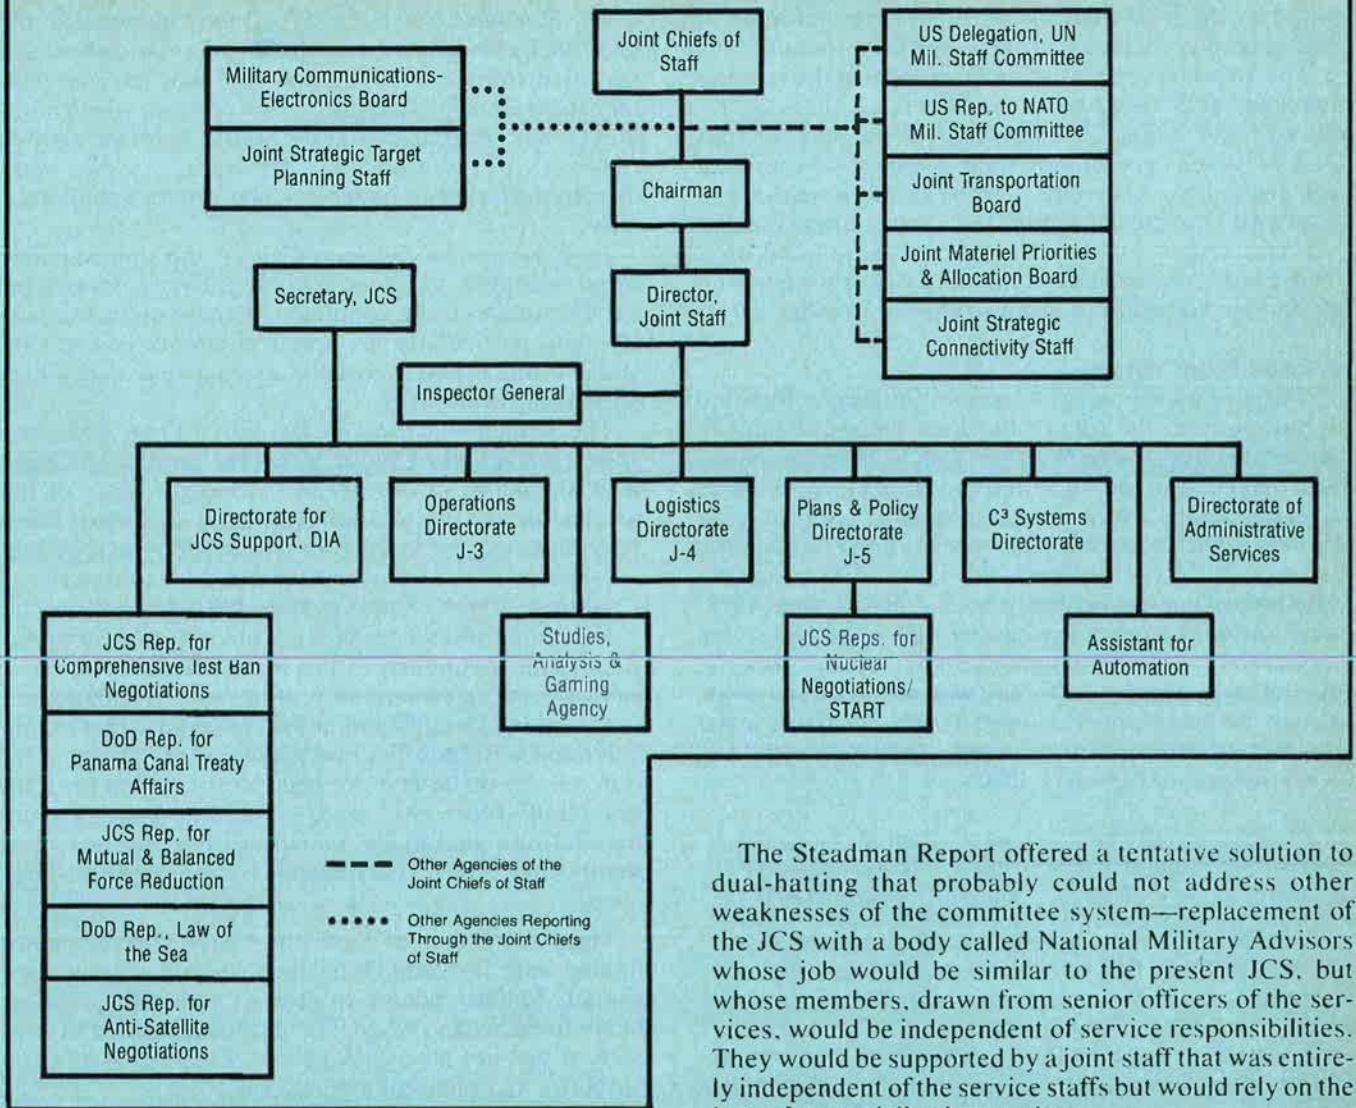 Joint Chiefs of
Staff
Military Communications-
Electronics Board
Joint Strategic Target
Planning Staff
US Delegation, UN
Mil. Staff Committee
US Rep. to NATO
Mil. Staff Committee
Joint Transportation
Board
Joint Materiel Priorities
& Allocation Board
Joint Strategic
Connectivity Staff
Chairman
Director,
Joint Staff
Secretary, JCS
Inspector General
Directorate for
JCS Support, DIA
Operations
Directorate
J-3
Logistics
Directorate
J-4
Plans & Policy
Directorate
J-5
C³ Systems
Directorate
Directorate of
Administrative
Services
JCS Rep. for
Comprehensive Test Ban
Negotiations
DoD Rep. for
Panama Canal Treaty
Affairs
JCS Rep. for
Mutual & Balanced
Force Reduction
DoD Rep., Law of
the Sea
JCS Rep. for
Anti-Satellite
Negotiations
Studies,
Analysis &
Gaming
Agency
JCS Reps. for
Nuclear
Negotiations/
START
Assistant for
Automation
Other Agencies of the
Joint Chiefs of Staff
Other Agencies Reporting
Through the Joint Chiefs
of Staff
The Steadman Report offered a tentative solution to
dual-hatting that probably could not address other
weaknesses of the committee system—replacement of
the JCS with a body called National Military Advisors
whose job would be similar to the present JCS, but
whose members, drawn from senior officers of the ser-
vices, would be independent of service responsibilities.
They would be supported by a joint staff that was entire-
ly independent of the service staffs but would rely on the